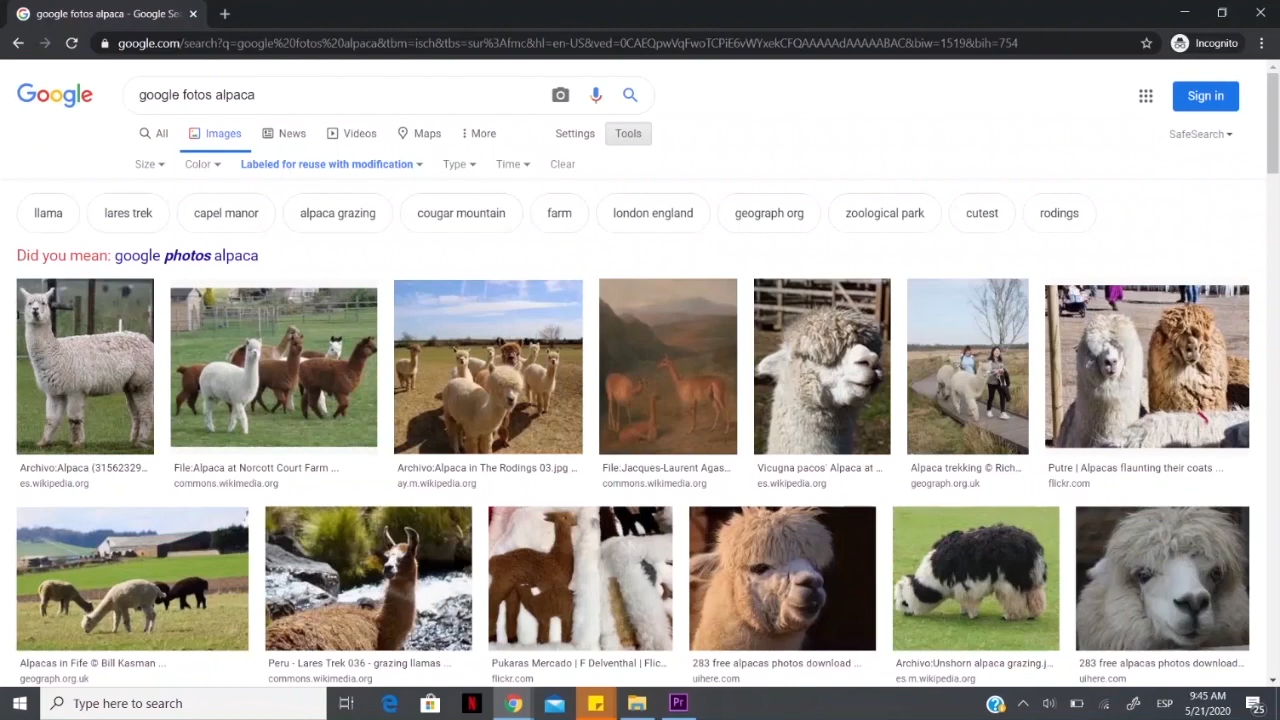 google fotos alpaca - Google Se
google.com/search?q=google%20fotos%20alpaca&tbm=isch&tbs=sur%3Afmc&hl=en-US&ved=0CAEQpwVqFwoTCPiE6vWYxekCFQAAAAAdAAAAABAC&biw=1519&bih=754
Incognito
Google
google fotos alpaca
Sign in
All Images News Videos Maps More Settings Tools
SafeSearch
Size Color Labeled for reuse with modification Type Time Clear
llama lares trek capel manor alpaca grazing cougar mountain farm london england geograph org zoological park cutest rodings
Did you mean: google photos alpaca
Archivo:Alpaca (31562329... File:Alpaca at Norcott Court Farm ... Archivo:Alpaca in The Rodings 03.jpg ... File:Jacques-Laurent Agas... Vicugna pacos' Alpaca at ... Alpaca trekking © Rich... Putre | Alpacas flaunting their coats ...
es.wikipedia.org commons.wikimedia.org ay.m.wikipedia.org commons.wikimedia.org es.wikipedia.org geograph.org.uk flickr.com
Alpacas in Fife © Bill Kasman ... Peru - Lares Trek 036 - grazing llamas ... Pukaras Mercado | F Delventhal | Flic... 283 free alpacas photos download ... Archivo:Unshorn alpaca grazing.j... 283 free alpacas photos download...
geograph.org.uk commons.wikimedia.org flickr.com uihere.com es.m.wikipedia.org uihere.com
Type here to search
N
Pr
ESP
9:45 AM
5/21/2020
25